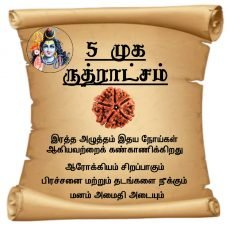 5 முக
ருத்ராட்சம்
இரத்த அழுத்தம் இதய நோய்கள்
ஆகியவற்றைக் கண்காணிக்கிறது
ஆரோக்கியம் சிறப்பாகும்
பிரச்சனை மற்றும் தடங்களை நீக்கும்
மனம் அமைதி அடையும்